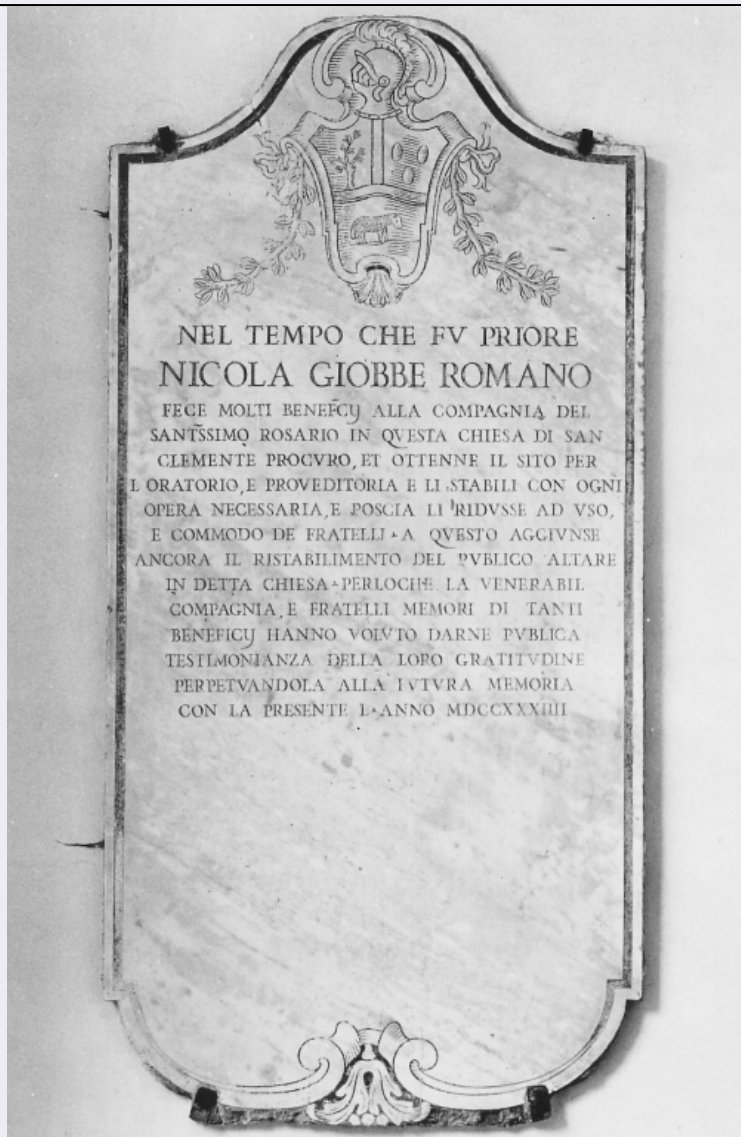 NEL TEMPO CHE FV PRIORE
NICOLA GIOBBE ROMANO
FECE MOLTI BENEFCIJ ALLA COMPAGNIA DEL
SANTSSIMO ROSARIO IN QVESTA CHIESA DI SAN
CLEMENTE PROCVRO, ET OTTENNE IL SITO PER
L ORATORIO, E PROVEDITORIA E LI STABILI CON OGNI
OPERA NECESSARIA, E POSCIA LI RIDVSSE AD VSO,
E COMMODO DE FRATELLI · A QVESTO AGGIVNSE
ANCORA IL RISTABILIMENTO DEL PVBLICO ALTARE
IN DETTA CHIESA · PERLOCHE LA VENERABIL
COMPAGNIA, E FRATELLI MEMORI DI TANTI
BENEFICIJ HANNO VOLVTO DARNE PVBLICA
TESTIMONIANZA DELLA LORO GRATITVDINE
PERPETVANDOLA ALLA FVTVRA MEMORIA
CON LA PRESENTE L · ANNO MDCCXXXIIII